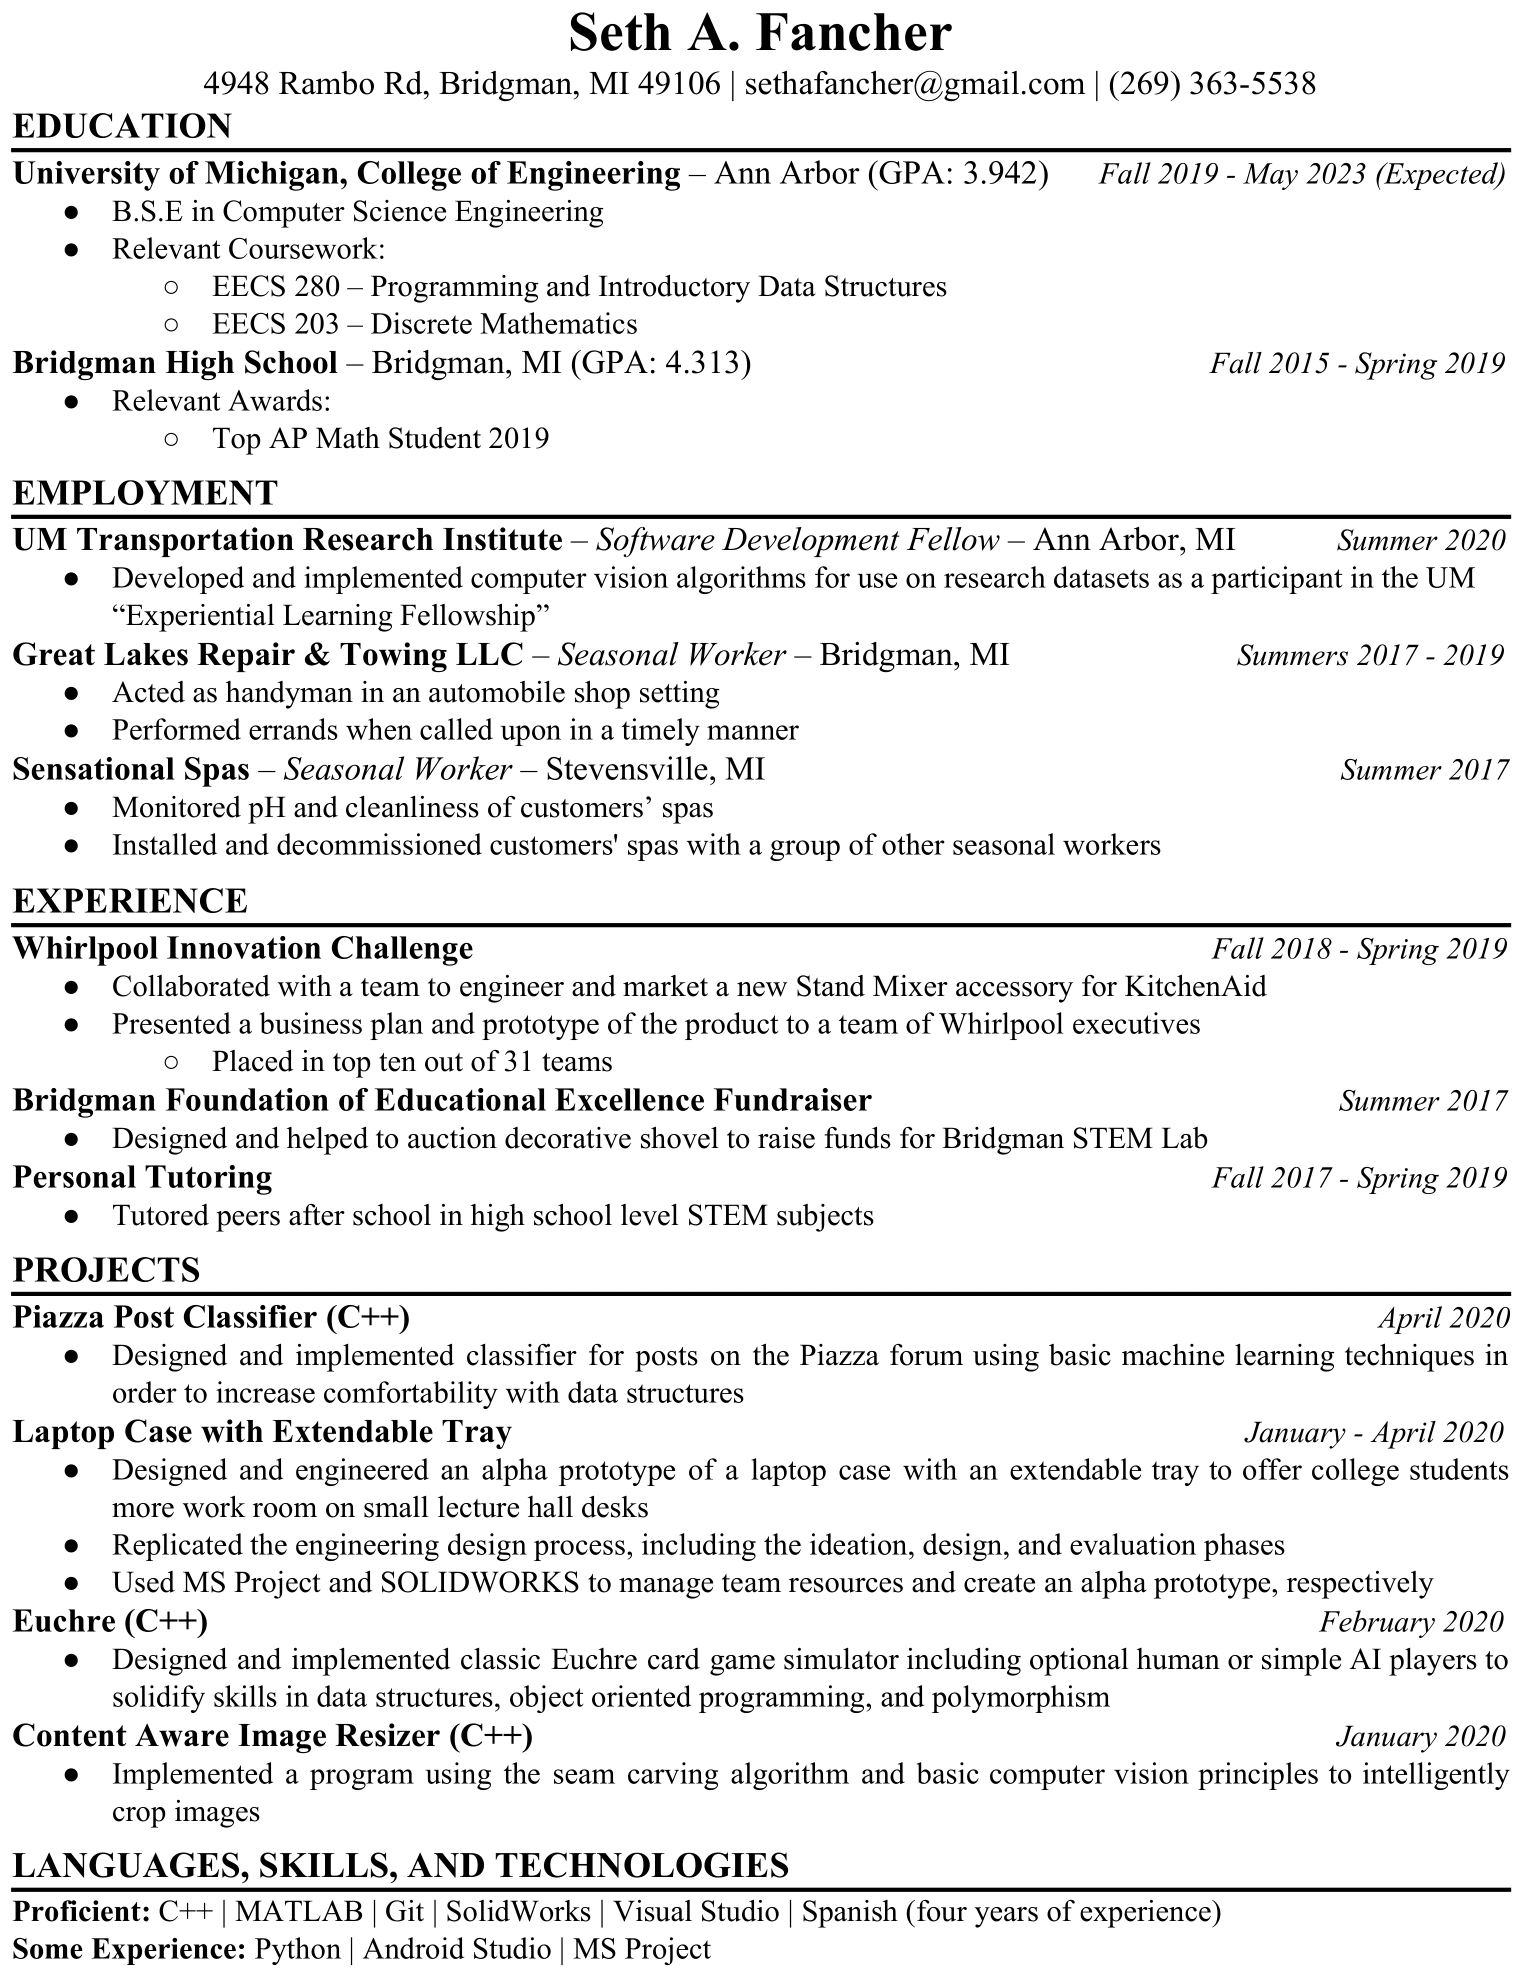 Seth A. Fancher
4948 Rambo Rd, Bridgman, MI 49106 | sethafancher@gmail.com | (269) 363-5538
EDUCATION
University of Michigan, College of Engineering – Ann Arbor (GPA: 3.942) Fall 2019 - May 2023 (Expected)
● B.S.E in Computer Science Engineering
● Relevant Coursework:
○ EECS 280 – Programming and Introductory Data Structures
○ EECS 203 – Discrete Mathematics
Bridgman High School – Bridgman, MI (GPA: 4.313) Fall 2015 - Spring 2019
● Relevant Awards:
○ Top AP Math Student 2019
EMPLOYMENT
UM Transportation Research Institute – Software Development Fellow – Ann Arbor, MI Summer 2020
● Developed and implemented computer vision algorithms for use on research datasets as a participant in the UM
“Experiential Learning Fellowship”
Great Lakes Repair & Towing LLC – Seasonal Worker – Bridgman, MI Summers 2017 - 2019
● Acted as handyman in an automobile shop setting
● Performed errands when called upon in a timely manner
Sensational Spas – Seasonal Worker – Stevensville, MI Summer 2017
● Monitored pH and cleanliness of customers’ spas
● Installed and decommissioned customers' spas with a group of other seasonal workers
EXPERIENCE
Whirlpool Innovation Challenge Fall 2018 - Spring 2019
● Collaborated with a team to engineer and market a new Stand Mixer accessory for KitchenAid
● Presented a business plan and prototype of the product to a team of Whirlpool executives
○ Placed in top ten out of 31 teams
Bridgman Foundation of Educational Excellence Fundraiser Summer 2017
● Designed and helped to auction decorative shovel to raise funds for Bridgman STEM Lab
Personal Tutoring Fall 2017 - Spring 2019
● Tutored peers after school in high school level STEM subjects
PROJECTS
Piazza Post Classifier (C++) April 2020
● Designed and implemented classifier for posts on the Piazza forum using basic machine learning techniques in
order to increase comfortability with data structures
Laptop Case with Extendable Tray January - April 2020
● Designed and engineered an alpha prototype of a laptop case with an extendable tray to offer college students
more work room on small lecture hall desks
● Replicated the engineering design process, including the ideation, design, and evaluation phases
● Used MS Project and SOLIDWORKS to manage team resources and create an alpha prototype, respectively
Euchre (C++) February 2020
● Designed and implemented classic Euchre card game simulator including optional human or simple AI players to
solidify skills in data structures, object oriented programming, and polymorphism
Content Aware Image Resizer (C++) January 2020
● Implemented a program using the seam carving algorithm and basic computer vision principles to intelligently
crop images
LANGUAGES, SKILLS, AND TECHNOLOGIES
Proficient: C++ | MATLAB | Git | SolidWorks | Visual Studio | Spanish (four years of experience)
Some Experience: Python | Android Studio | MS Project